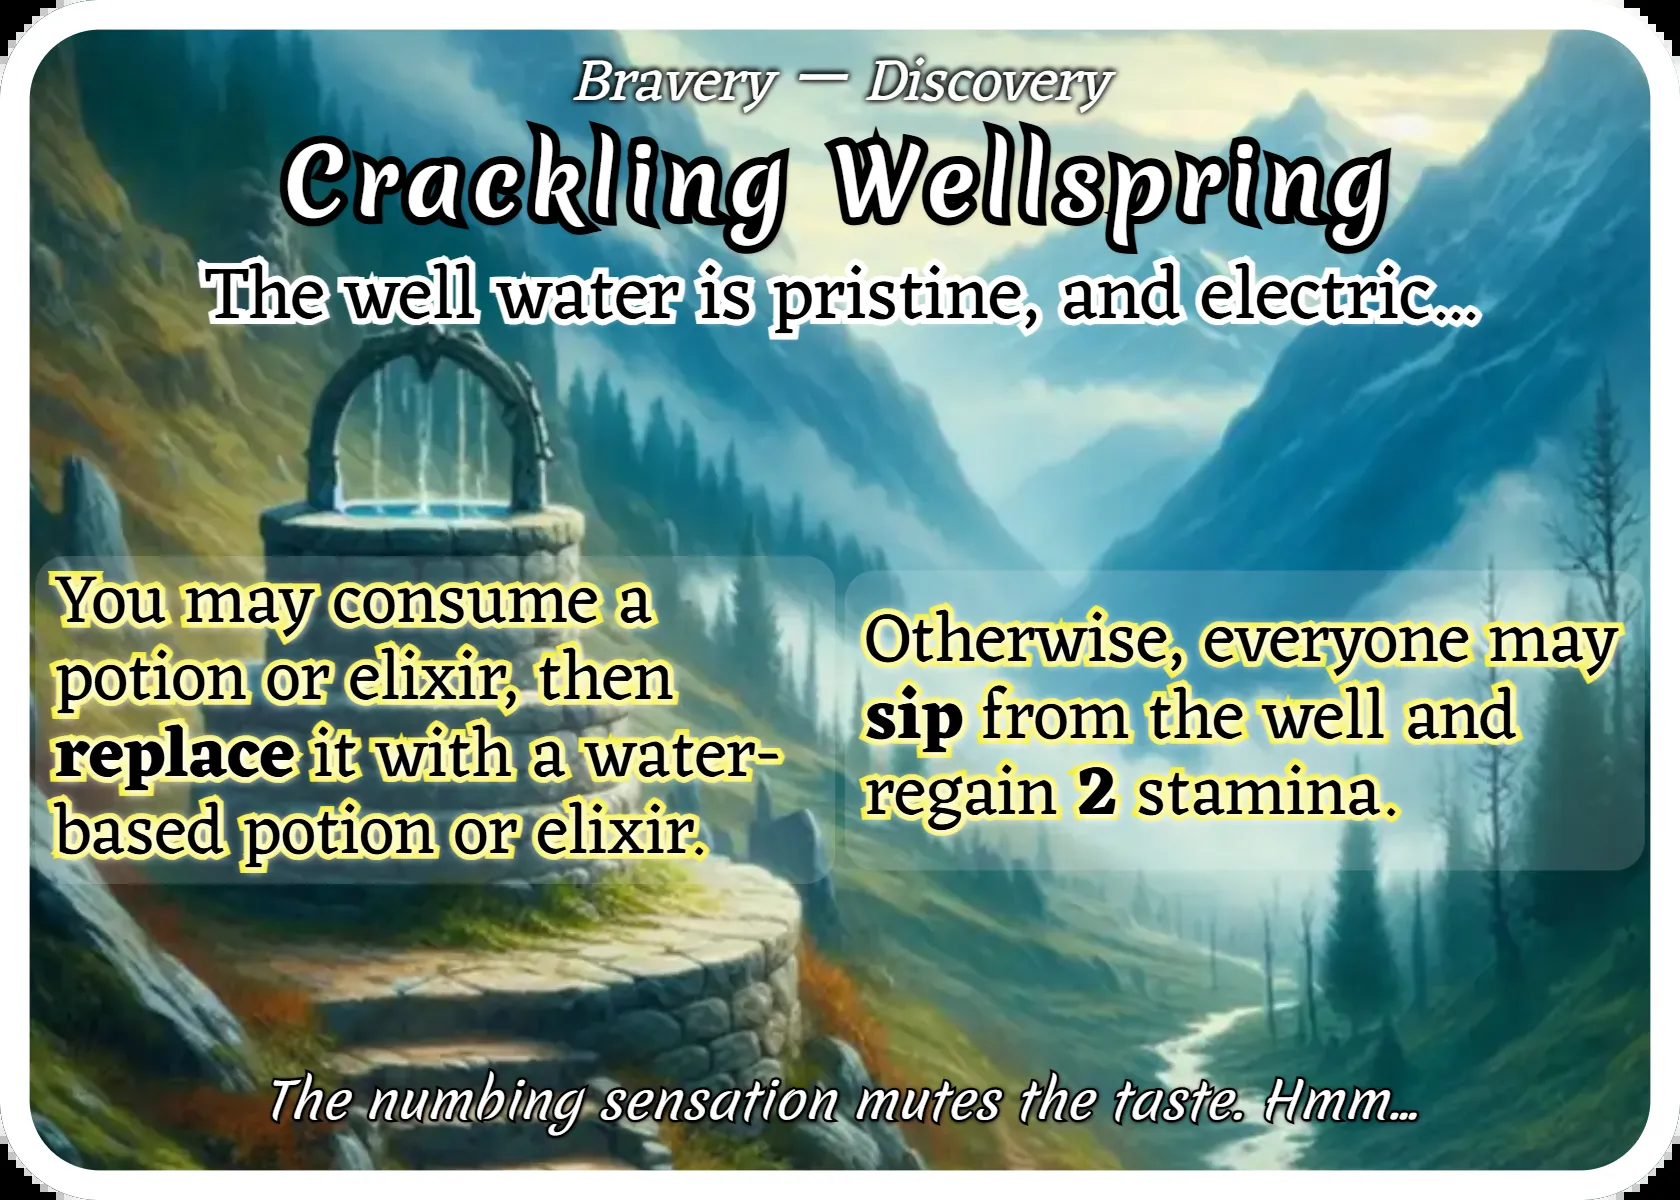 Bravery — Discovery
Crackling Wellspring
The well water is pristine, and electric...
You may consume a
potion or elixir, then
replace it with a water-
based potion or elixir.
Otherwise, everyone may
sip from the well and
regain 2 stamina.
The numbing sensation mutes the taste. Hmm...